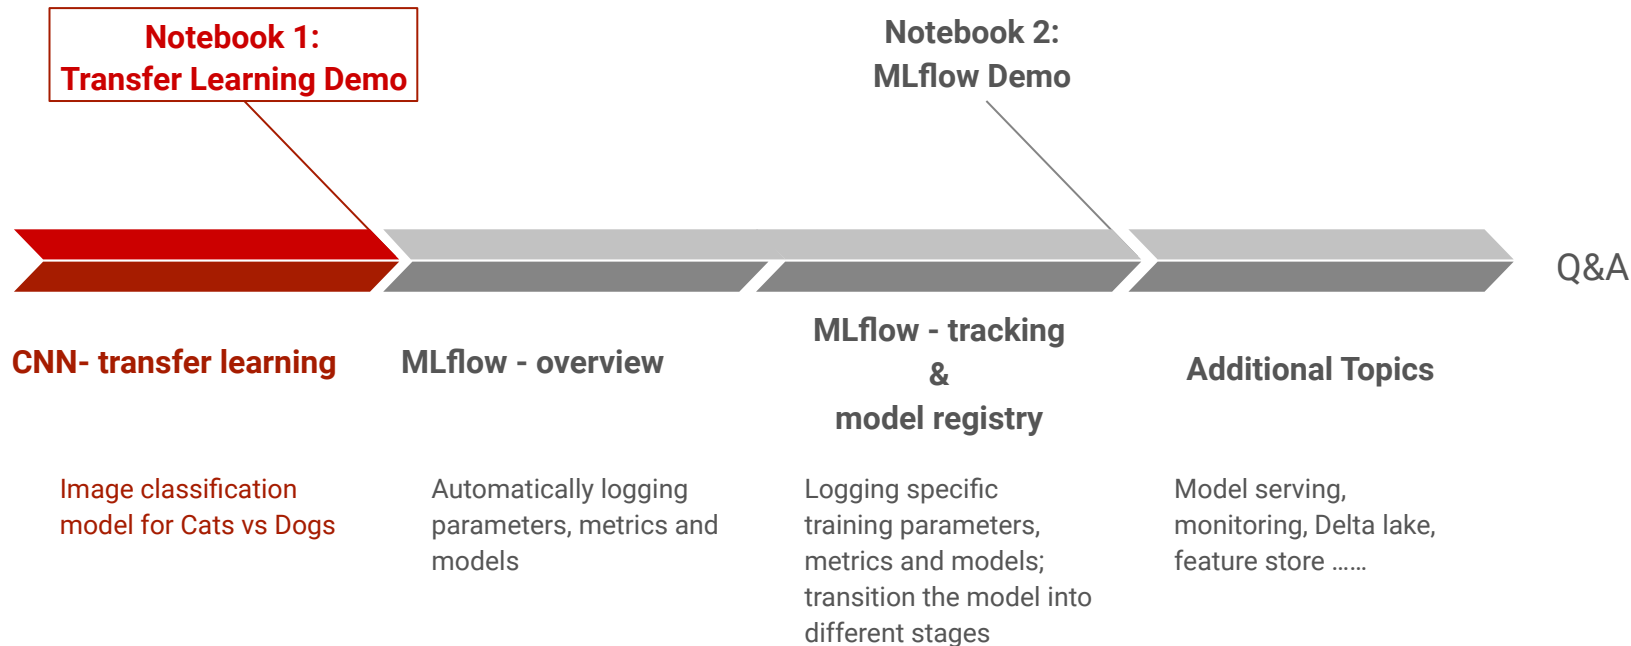 Notebook 1:
Transfer Learning Demo
Notebook 2:
MLflow Demo
Q&A
CNN- transfer learning
MLflow - overview
MLflow - tracking
&
model registry
Additional Topics
Image classification
model for Cats vs Dogs
Automatically logging
parameters, metrics and
models
Logging specific
training parameters,
metrics and models;
transition the model into
different stages
Model serving,
monitoring, Delta lake,
feature store ......